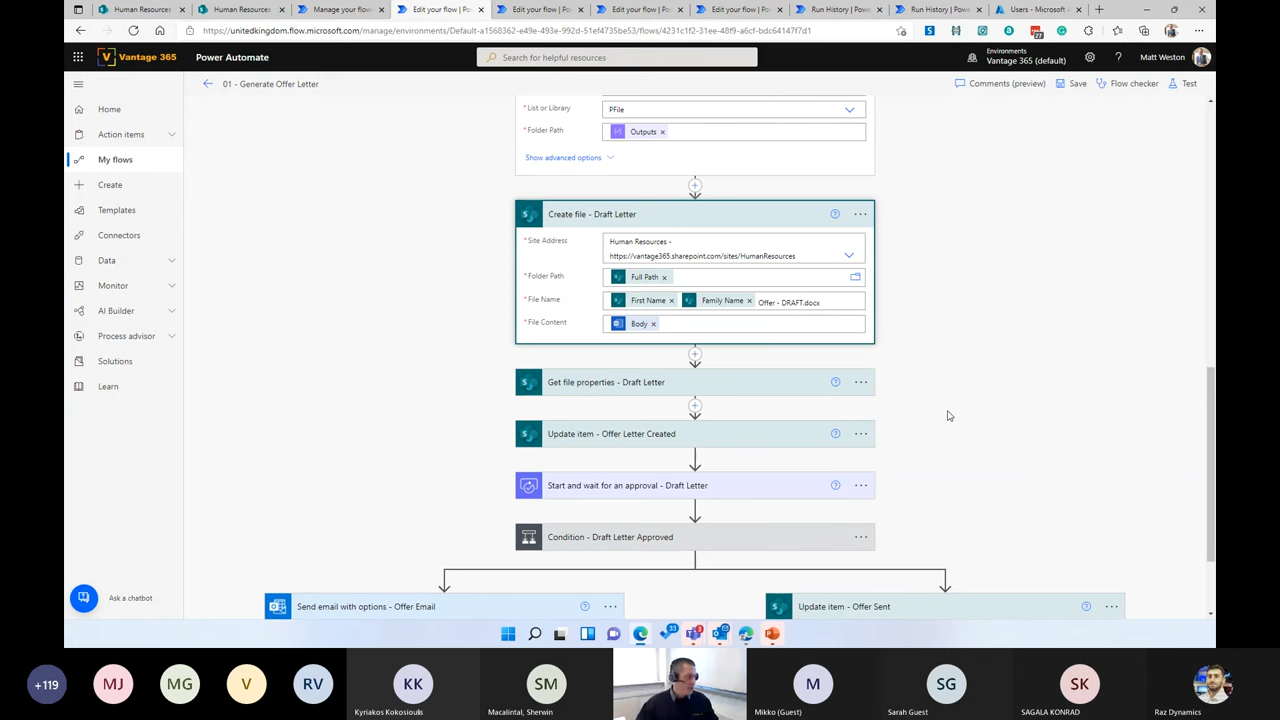 Human Resources
Human Resources
Manage your flow
Edit your flow | Po
Edit your flow | Po
Edit your flow | Po
Edit your flow | Po
Run History | Pow
Run History | Pow
Users - Microsoft A
https://unitedkingdom.flow.microsoft.com/manage/environments/Default-a1568362-e49e-493e-992d-51ef4735be53/flows/4231c1f2-31ee-48f9-a6cf-bdc64147f7d1
27
Vantage 365
Power Automate
Search for helpful resources
Environments
Vantage 365 (default)
Matt Weston
01 - Generate Offer Letter
Comments (preview)
Save
Flow checker
Test
Home
Action items
My flows
Create
Templates
Connectors
Data
Monitor
AI Builder
Process advisor
Solutions
Learn
Ask a chatbot
* List or Library
PFile
* Folder Path
Outputs
Show advanced options
Create file - Draft Letter
* Site Address
Human Resources -
https://vantage365.sharepoint.com/sites/HumanResources
* Folder Path
Full Path
* File Name
First Name
Family Name
Offer - DRAFT.docx
* File Content
Body
Get file properties - Draft Letter
Update item - Offer Letter Created
Start and wait for an approval - Draft Letter
Condition - Draft Letter Approved
Send email with options - Offer Email
Update item - Offer Sent
33
+119
MJ
MG
V
RV
KK
Kyriakos Kokosioulis
SM
Macalintal, Sherwin
M
Mikko (Guest)
SG
Sarah Guest
SK
SAGALA KONRAD
Raz Dynamics